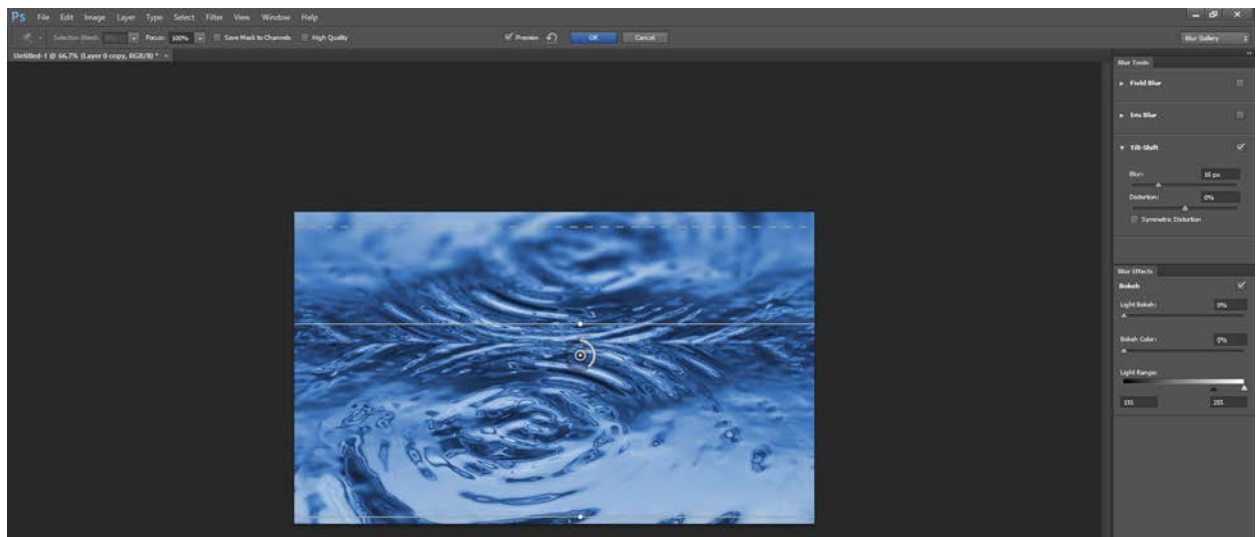 Ps File Edit Image Layer Type Select Filter View Window Help
Selection Bleed: Focus: 100% Save Mask to Channels High Quality Preview OK Cancel Blur Gallery
Untitled-1 @ 66,7% (Layer 0 copy, RGB/8) * ×
Blur Tools
Field Blur
Iris Blur
Tilt-Shift
Blur: 16 px
Distortion: 0%
Symmetric Distortion
Blur Effects
Bokeh
Light Bokeh: 0%
Bokeh Color: 0%
Light Range:
191 255